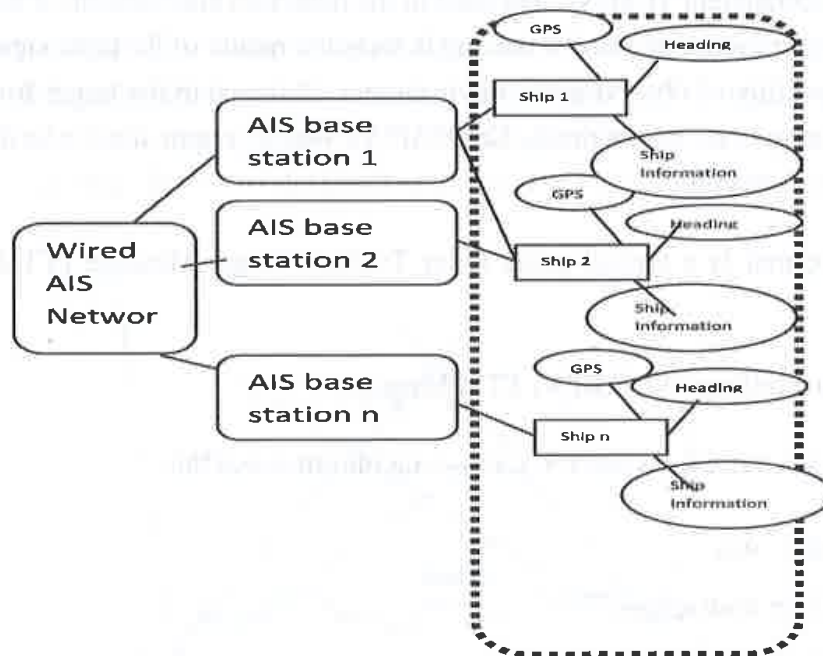 GPS
Heading
Ship 1
AIS base
station 1
Ship
Information
GPS
Heading
AIS base
station 2
Wired
AIS
Networ
Ship 2
Ship
Information
GPS
Heading
AIS base
station n
Ship n
Ship
Information